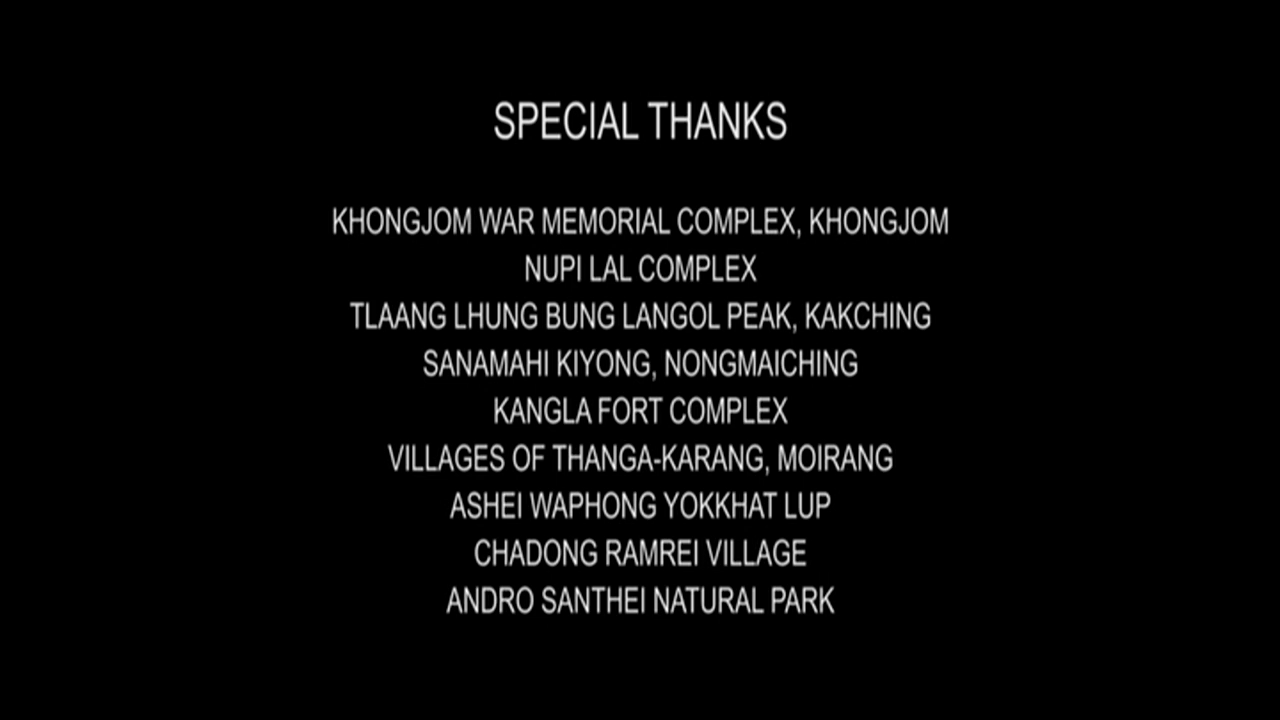 SPECIAL THANKS
KHONGJOM WAR MEMORIAL COMPLEX, KHONGJOM
NUPI LAL COMPLEX
TLAANG LHUNG BUNG LANGOL PEAK, KAKCHING
SANAMAHI KIYONG, NONGMAICHING
KANGLA FORT COMPLEX
VILLAGES OF THANGA-KARANG, MOIRANG
ASHEI WAPHONG YOKKHAT LUP
CHADONG RAMREI VILLAGE
ANDRO SANTHEI NATURAL PARK